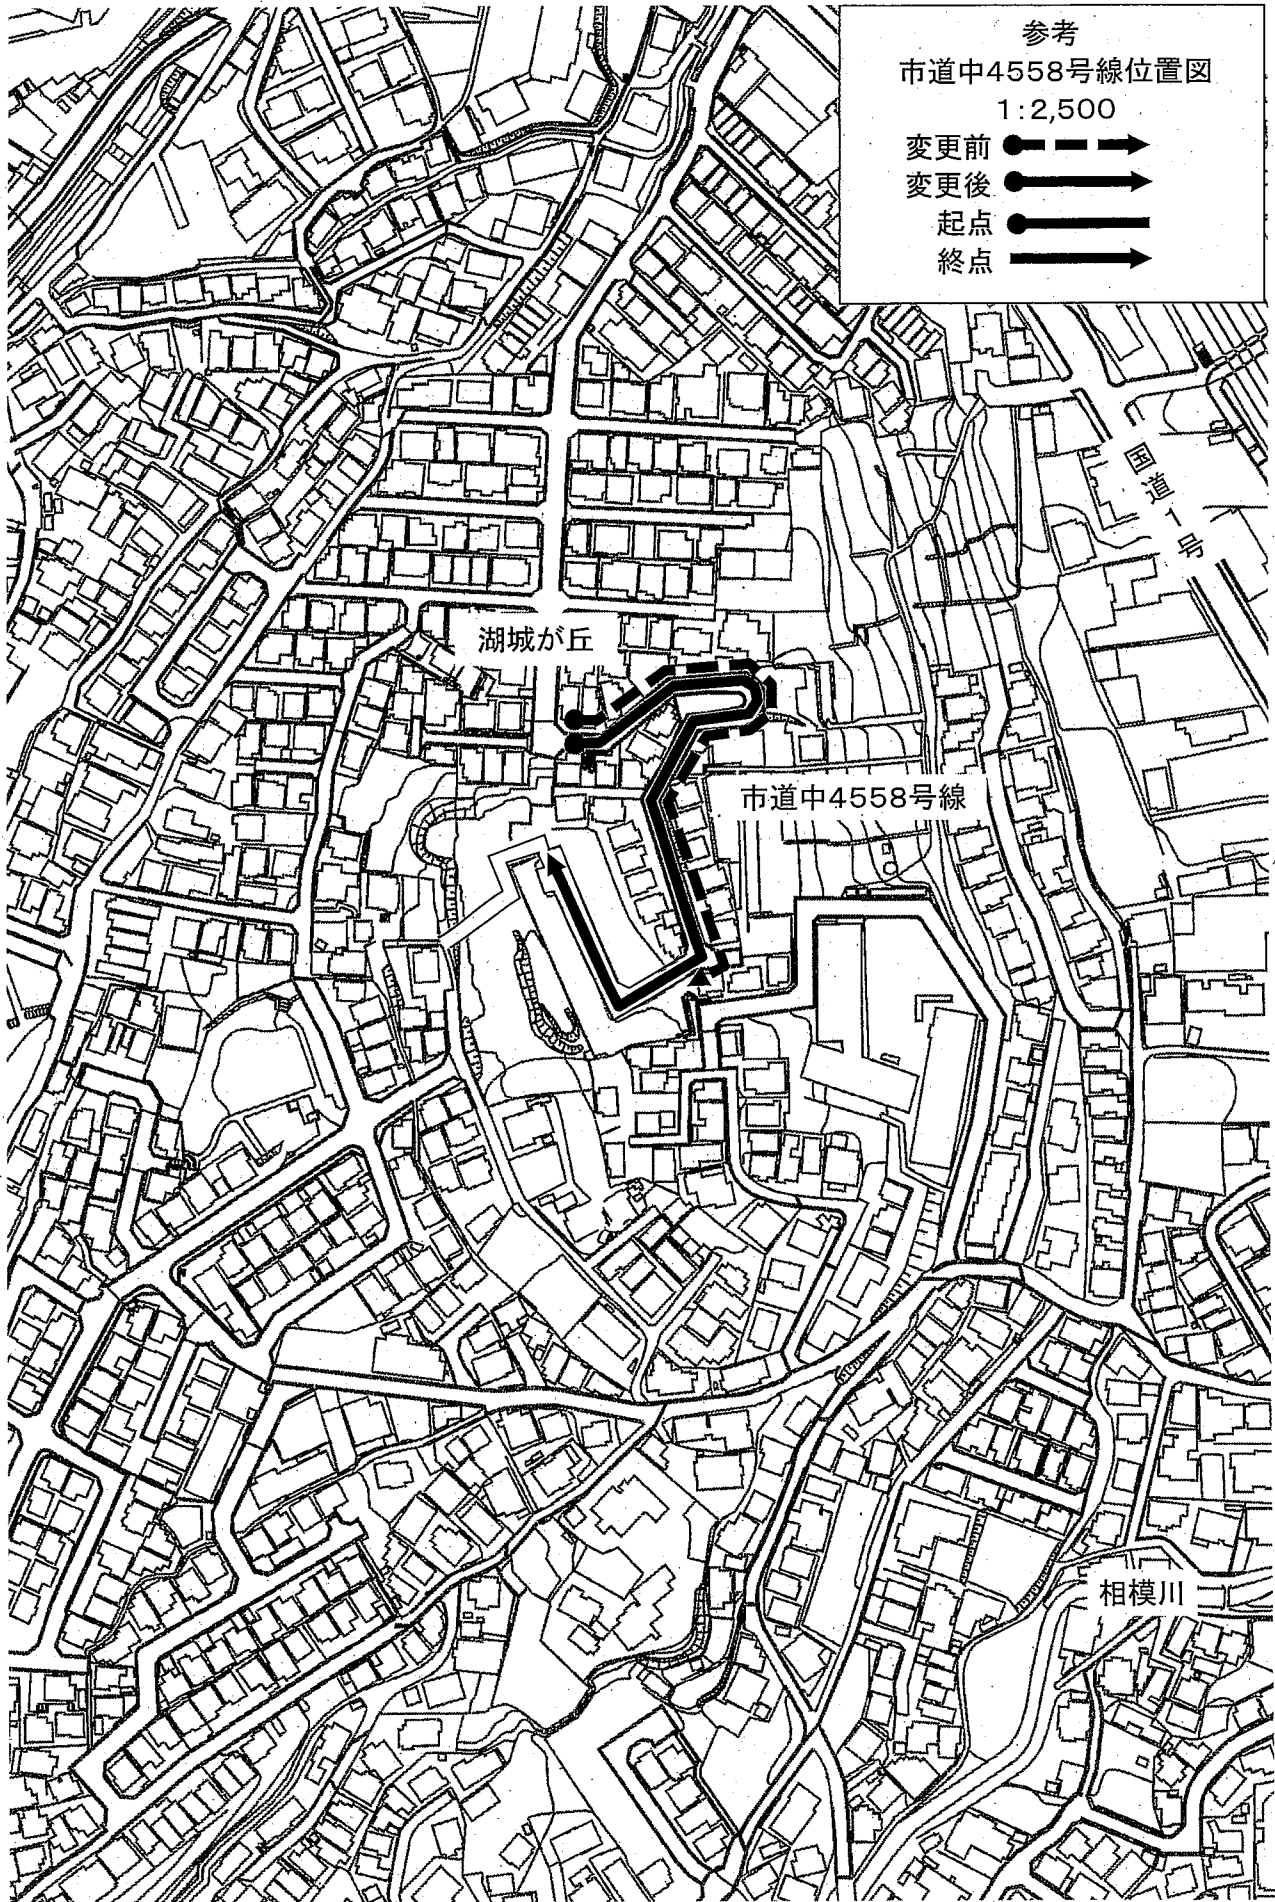 参考
市道中4558号線位置図
1:2,500
変更前
変更後
起点
終点
国道1号
湖城が丘
市道中4558号線
相模川